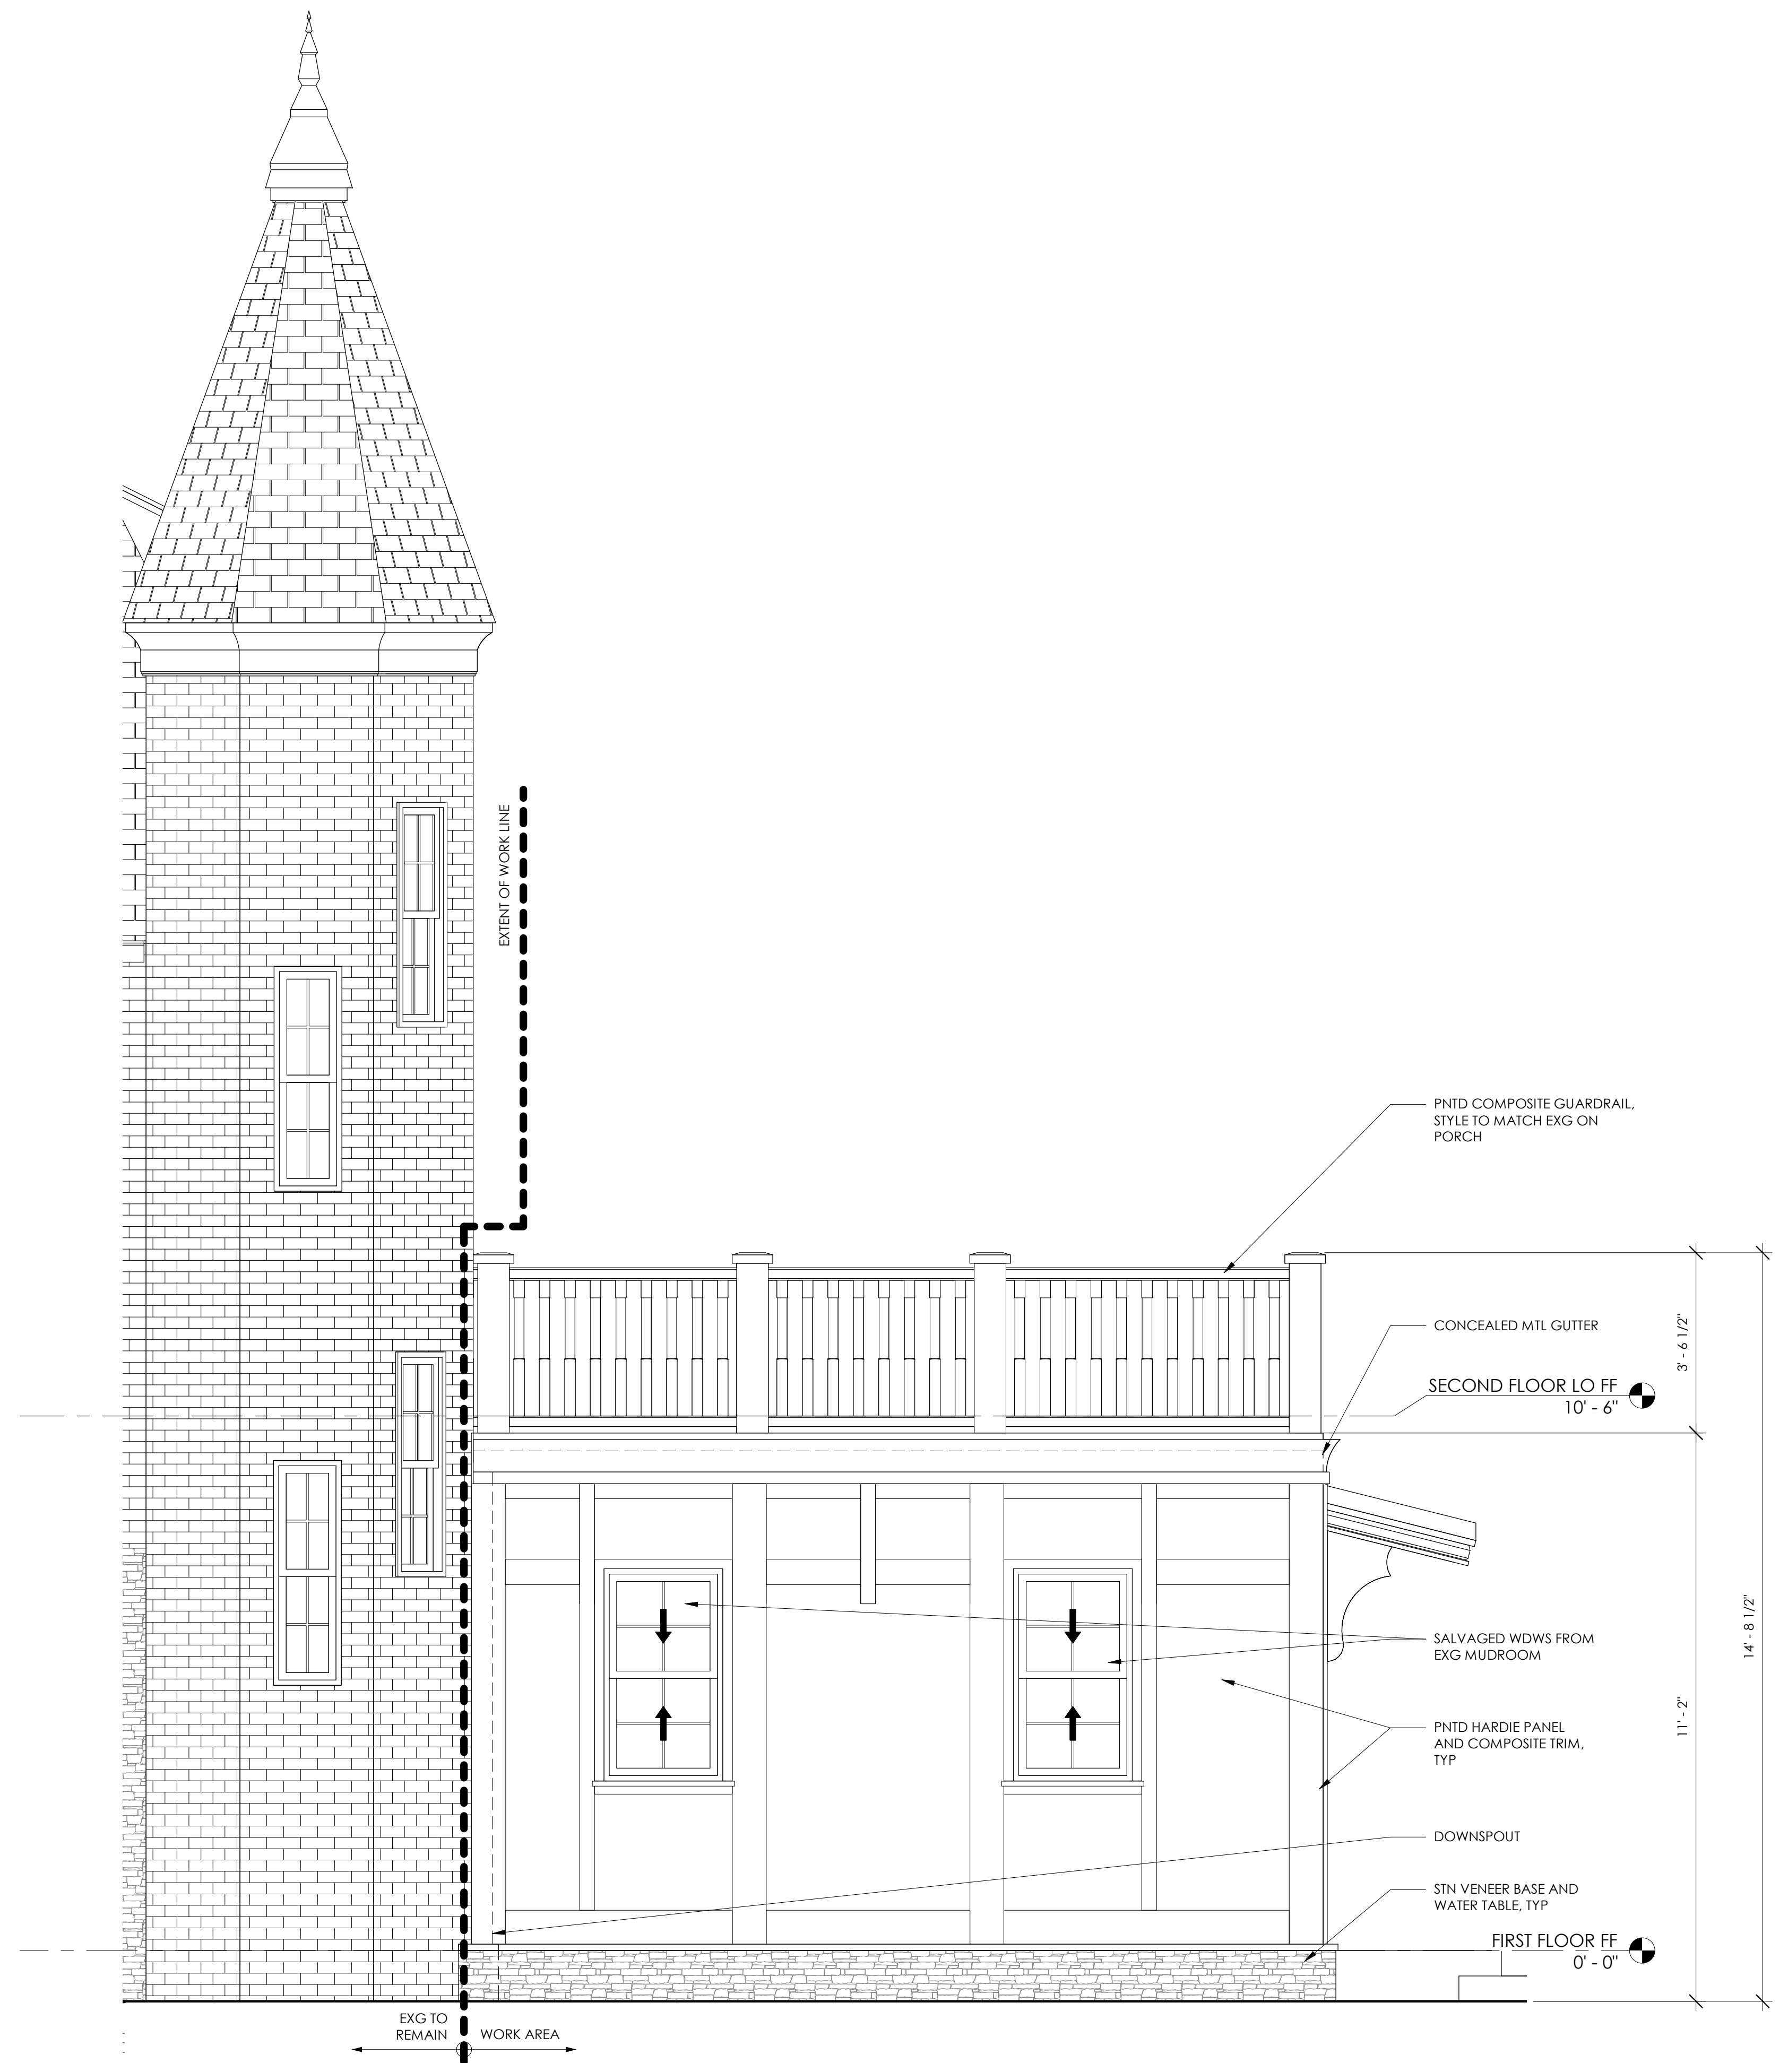 EXTENT OF WORK LINE
PNTD COMPOSITE GUARDRAIL,
STYLE TO MATCH EXG ON
PORCH
CONCEALED MTL GUTTER
3' - 6 1/2"
SECOND FLOOR LO FF
10' - 6"
14' - 8 1/2"
SALVAGED WDWS FROM
EXG MUDROOM
11' - 2"
PNTD HARDIE PANEL
AND COMPOSITE TRIM,
TYP
DOWNSPOUT
STN VENEER BASE AND
WATER TABLE, TYP
FIRST FLOOR FF
0' - 0"
EXG TO
REMAIN
WORK AREA